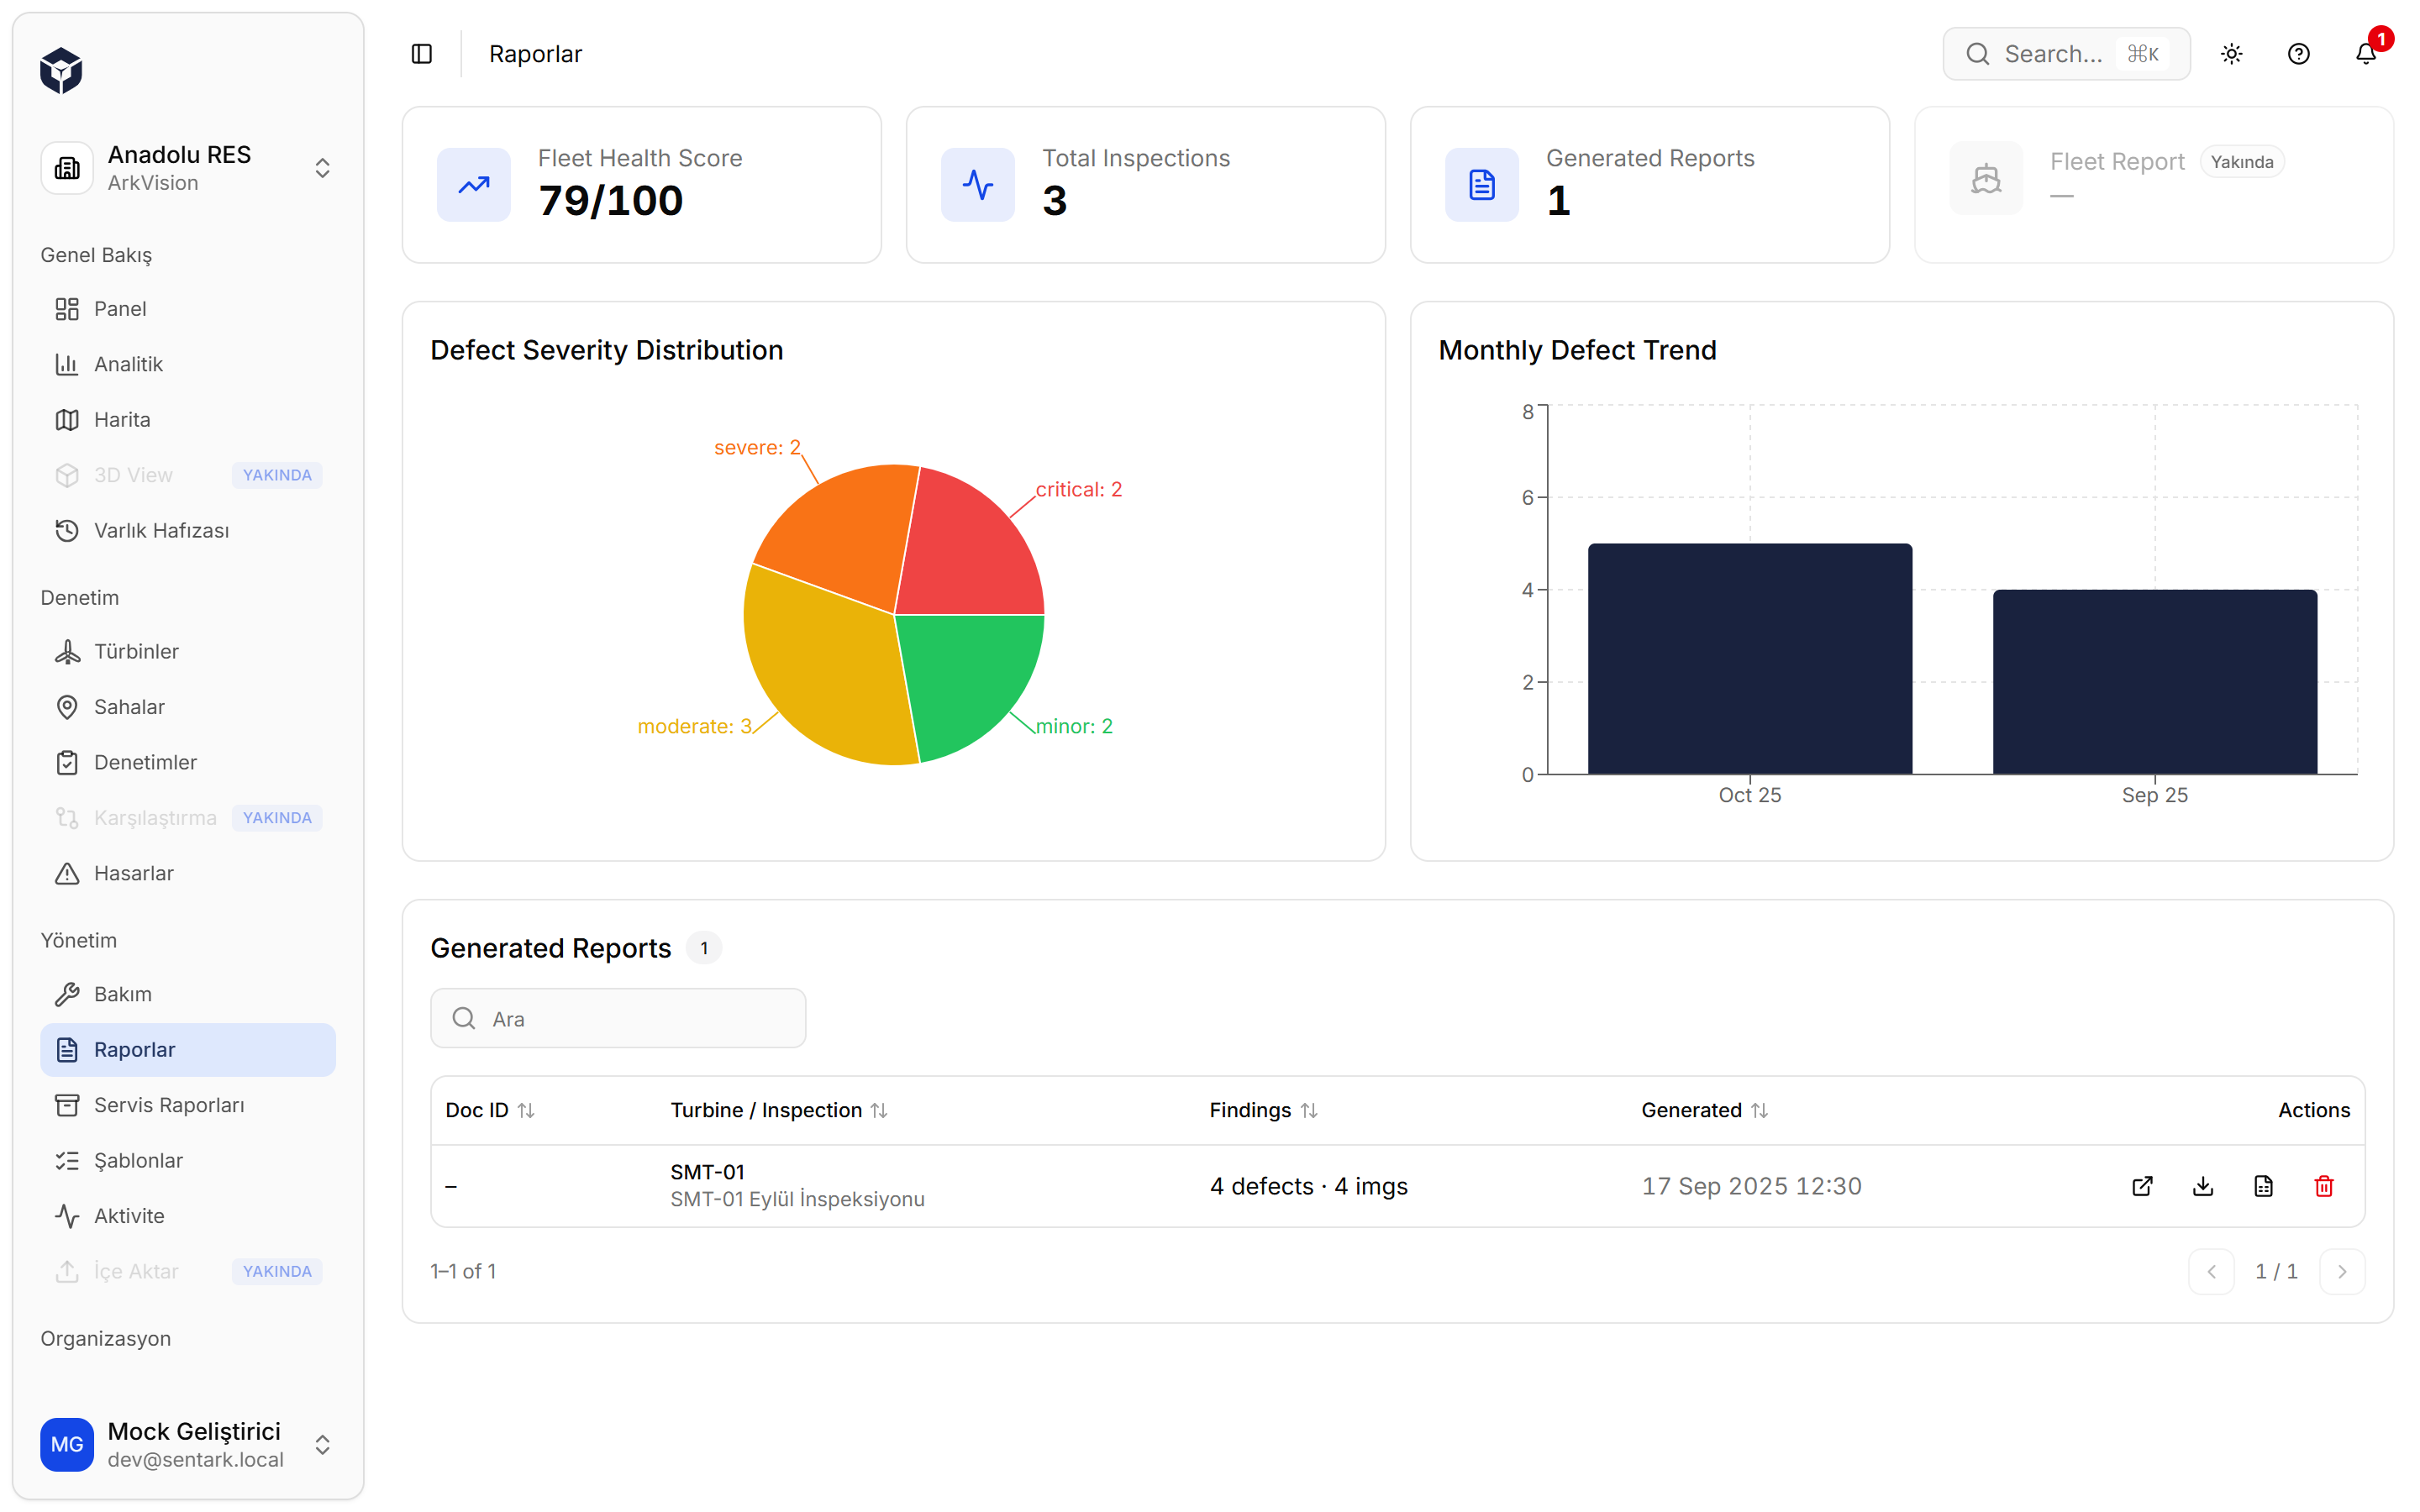 Anadolu RES
ArkVision
Genel Bakış
Panel
Analitik
Harita
3D View YAKINDA
Varlık Hafızası
Denetim
Türbinler
Sahalar
Denetimler
Karşılaştırma YAKINDA
Hasarlar
Yönetim
Bakım
Raporlar
Servis Raporları
Şablonlar
Aktivite
İçe Aktar YAKINDA
Organizasyon
MG
Mock Geliştirici
dev@sentark.local
Raporlar
Search... ⌘K
1
Fleet Health Score
79/100
Total Inspections
3
Generated Reports
1
Fleet Report Yakında
—
Defect Severity Distribution
severe: 2
critical: 2
moderate: 3
minor: 2
Monthly Defect Trend
8
6
4
2
0
Oct 25 Sep 25
Generated Reports 1
Ara
Doc ID Turbine / Inspection Findings Generated Actions
– SMT-01 4 defects · 4 imgs 17 Sep 2025 12:30
SMT-01 Eylül İnspeksiyonu
1–1 of 1 1 / 1